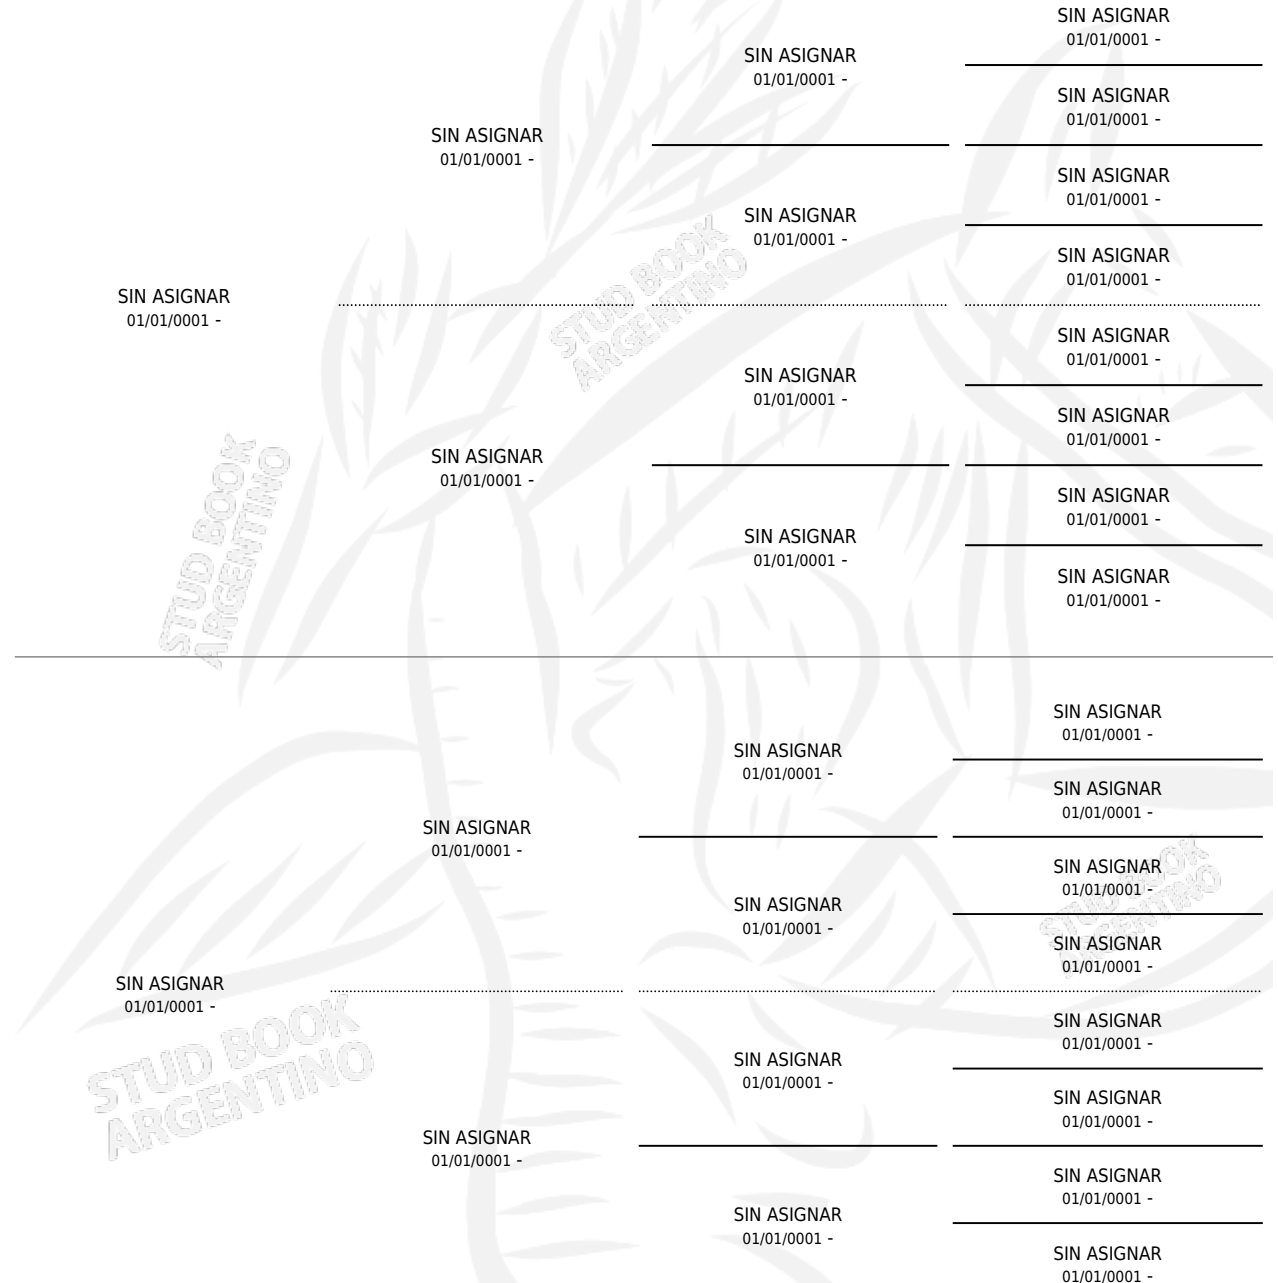 SIN ASIGNAR
01/01/0001 -
SIN ASIGNAR
01/01/0001 -
SIN ASIGNAR
01/01/0001 -
SIN ASIGNAR
01/01/0001 -
SIN ASIGNAR
01/01/0001 -
SIN ASIGNAR
01/01/0001 -
SIN ASIGNAR
01/01/0001 -
STUD BOOK
ARGENTINO
SIN ASIGNAR
01/01/0001 -
SIN ASIGNAR
01/01/0001 -
SIN ASIGNAR
01/01/0001 -
SIN ASIGNAR
01/01/0001 -
SIN ASIGNAR
01/01/0001 -
SIN ASIGNAR
01/01/0001 -
STUD BOOK
ARGENTINO
SIN ASIGNAR
01/01/0001 -
SIN ASIGNAR
01/01/0001 -
SIN ASIGNAR
01/01/0001 -
SIN ASIGNAR
01/01/0001 -
SIN ASIGNAR
01/01/0001 -
SIN ASIGNAR
01/01/0001 -
SIN ASIGNAR
01/01/0001 -
SIN ASIGNAR
01/01/0001 -
SIN ASIGNAR
01/01/0001 -
STUD BOOK
ARGENTINO
SIN ASIGNAR
01/01/0001 -
SIN ASIGNAR
01/01/0001 -
SIN ASIGNAR
01/01/0001 -
STUD BOOK
ARGENTINO
SIN ASIGNAR
01/01/0001 -
SIN ASIGNAR
01/01/0001 -
SIN ASIGNAR
01/01/0001 -
SIN ASIGNAR
01/01/0001 -
SIN ASIGNAR
01/01/0001 -
SIN ASIGNAR
01/01/0001 -
SIN ASIGNAR
01/01/0001 -